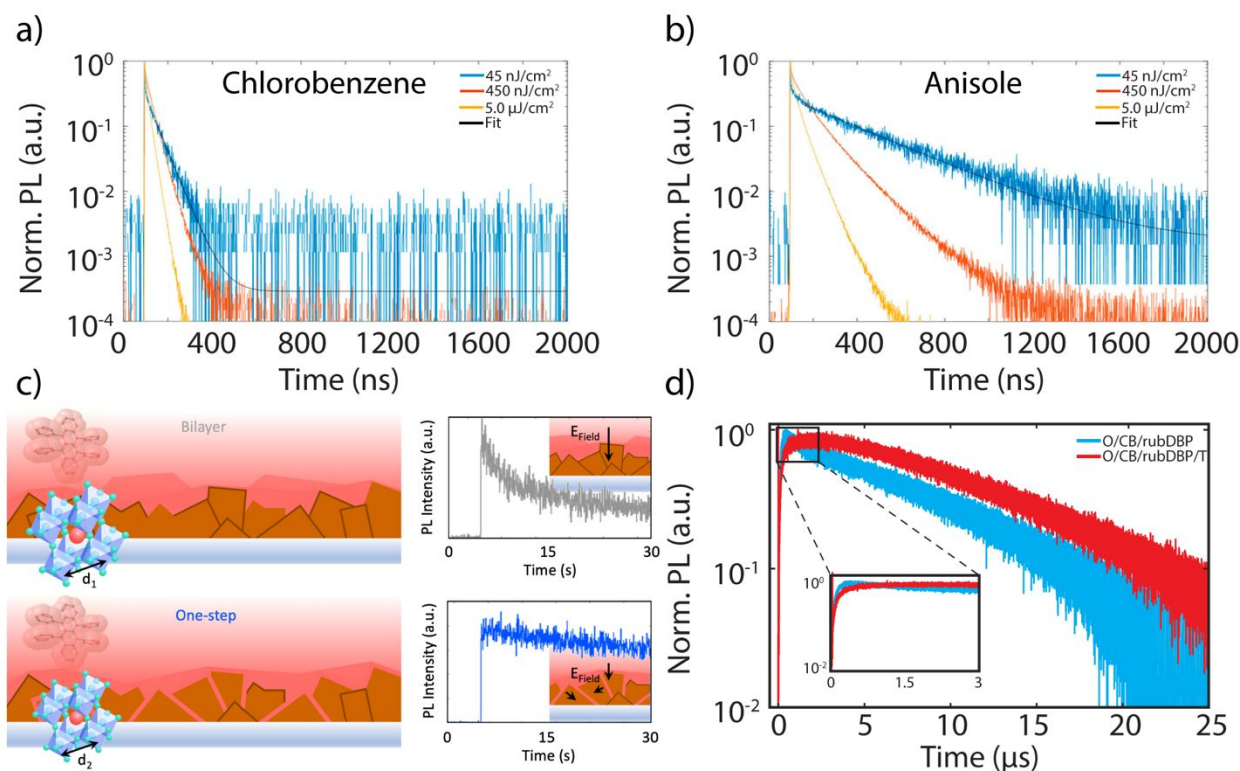 a)
Chlorobenzene
45 nJ/cm²
450 nJ/cm²
5.0 µJ/cm²
Fit
Norm. PL (a.u.)
10⁰
10⁻¹
10⁻²
10⁻³
10⁻⁴
0 400 800 1200 1600 2000
Time (ns)
b)
Anisole
45 nJ/cm²
450 nJ/cm²
5.0 µJ/cm²
Fit
Norm. PL (a.u.)
10⁰
10⁻¹
10⁻²
10⁻³
10⁻⁴
0 400 800 1200 1600 2000
Time (ns)
c)
Bilayer
d₁
PL Intensity (a.u.)
E_Field
0 15 30
Time (s)
One-step
d₂
PL Intensity (a.u.)
E_Field
0 15 30
Time (s)
d)
O/CB/rubDBP
O/CB/rubDBP/T
Norm. PL (a.u.)
10⁰
10⁻¹
10⁻²
10⁰
10⁻²
0 1.5 3
0 5 10 15 20 25
Time (µs)